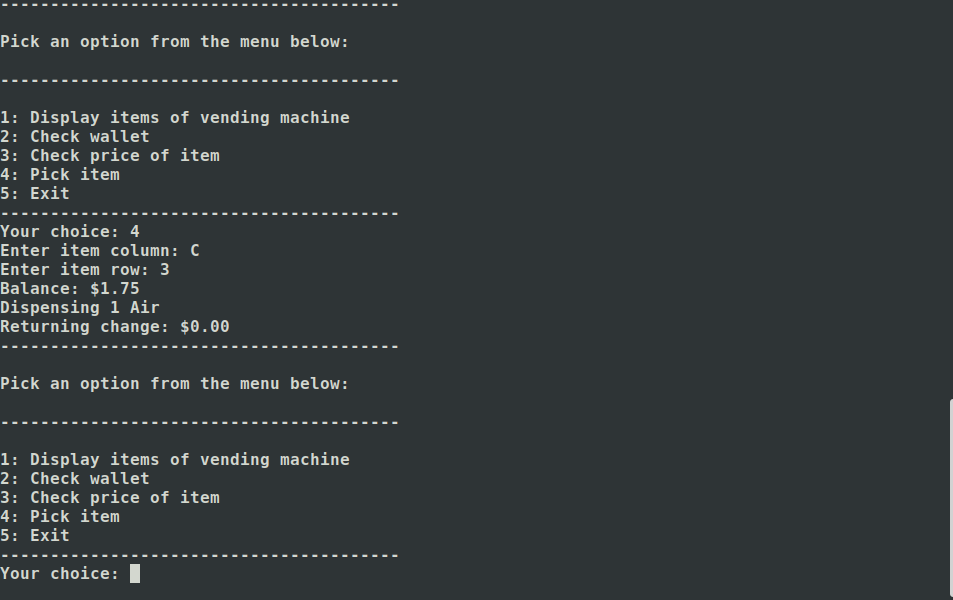 ----------------------------------------
Pick an option from the menu below:
----------------------------------------
1: Display items of vending machine
2: Check wallet
3: Check price of item
4: Pick item
5: Exit
----------------------------------------
Your choice: 4
Enter item column: C
Enter item row: 3
Balance: $1.75
Dispensing 1 Air
Returning change: $0.00
----------------------------------------
Pick an option from the menu below:
----------------------------------------
1: Display items of vending machine
2: Check wallet
3: Check price of item
4: Pick item
5: Exit
----------------------------------------
Your choice: